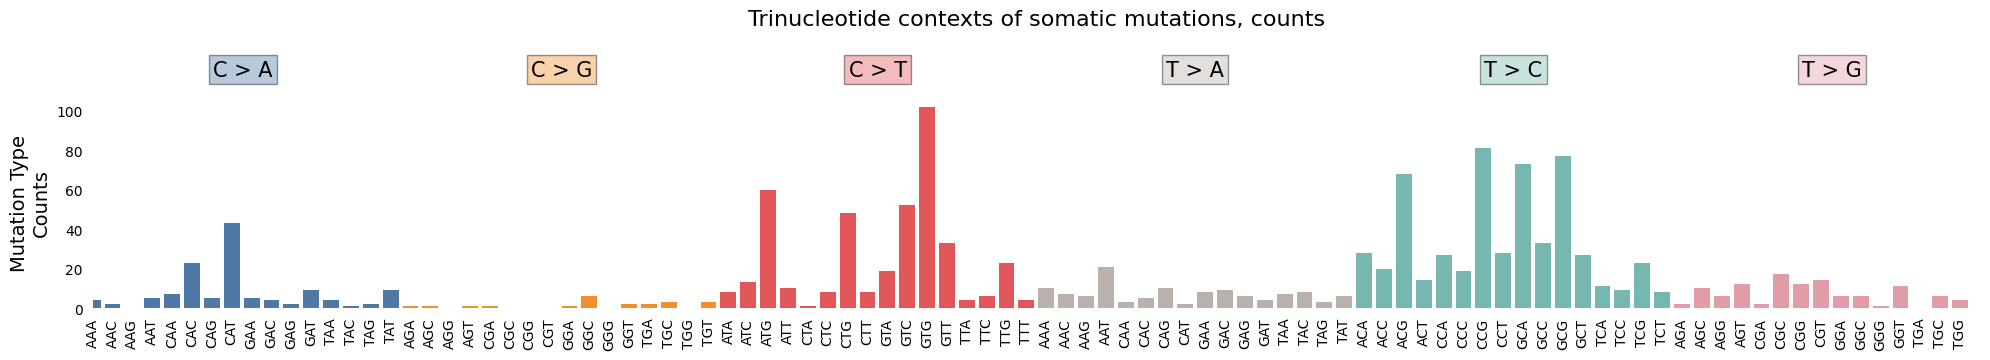 Trinucleotide contexts of somatic mutations, counts
C > A C > G C > T T > A T > C T > G
Mutation Type
Counts
100
80
60
40
20
0
AAA AAC AAG AAT CAA CAC CAG CAT GAA GAC GAG GAT TAA TAC TAG TAT AGA AGC AGG AGT CGA CGC CGG CGT GGA GGC GGG GGT TGA TGC TGG TGT ATA ATC ATG ATT CTA CTC CTG CTT GTA GTC GTG GTT TTA TTC TTG TTT AAA AAC AAG AAT CAA CAC CAG CAT GAA GAC GAG GAT TAA TAC TAG TAT ACA ACC ACG ACT CCA CCC CCG CCT GCA GCC GCG GCT TCA TCC TCG TCT AGA AGC AGG AGT CGA CGC CGG CGT GGA GGC GGG GGT TGA TGC TGG